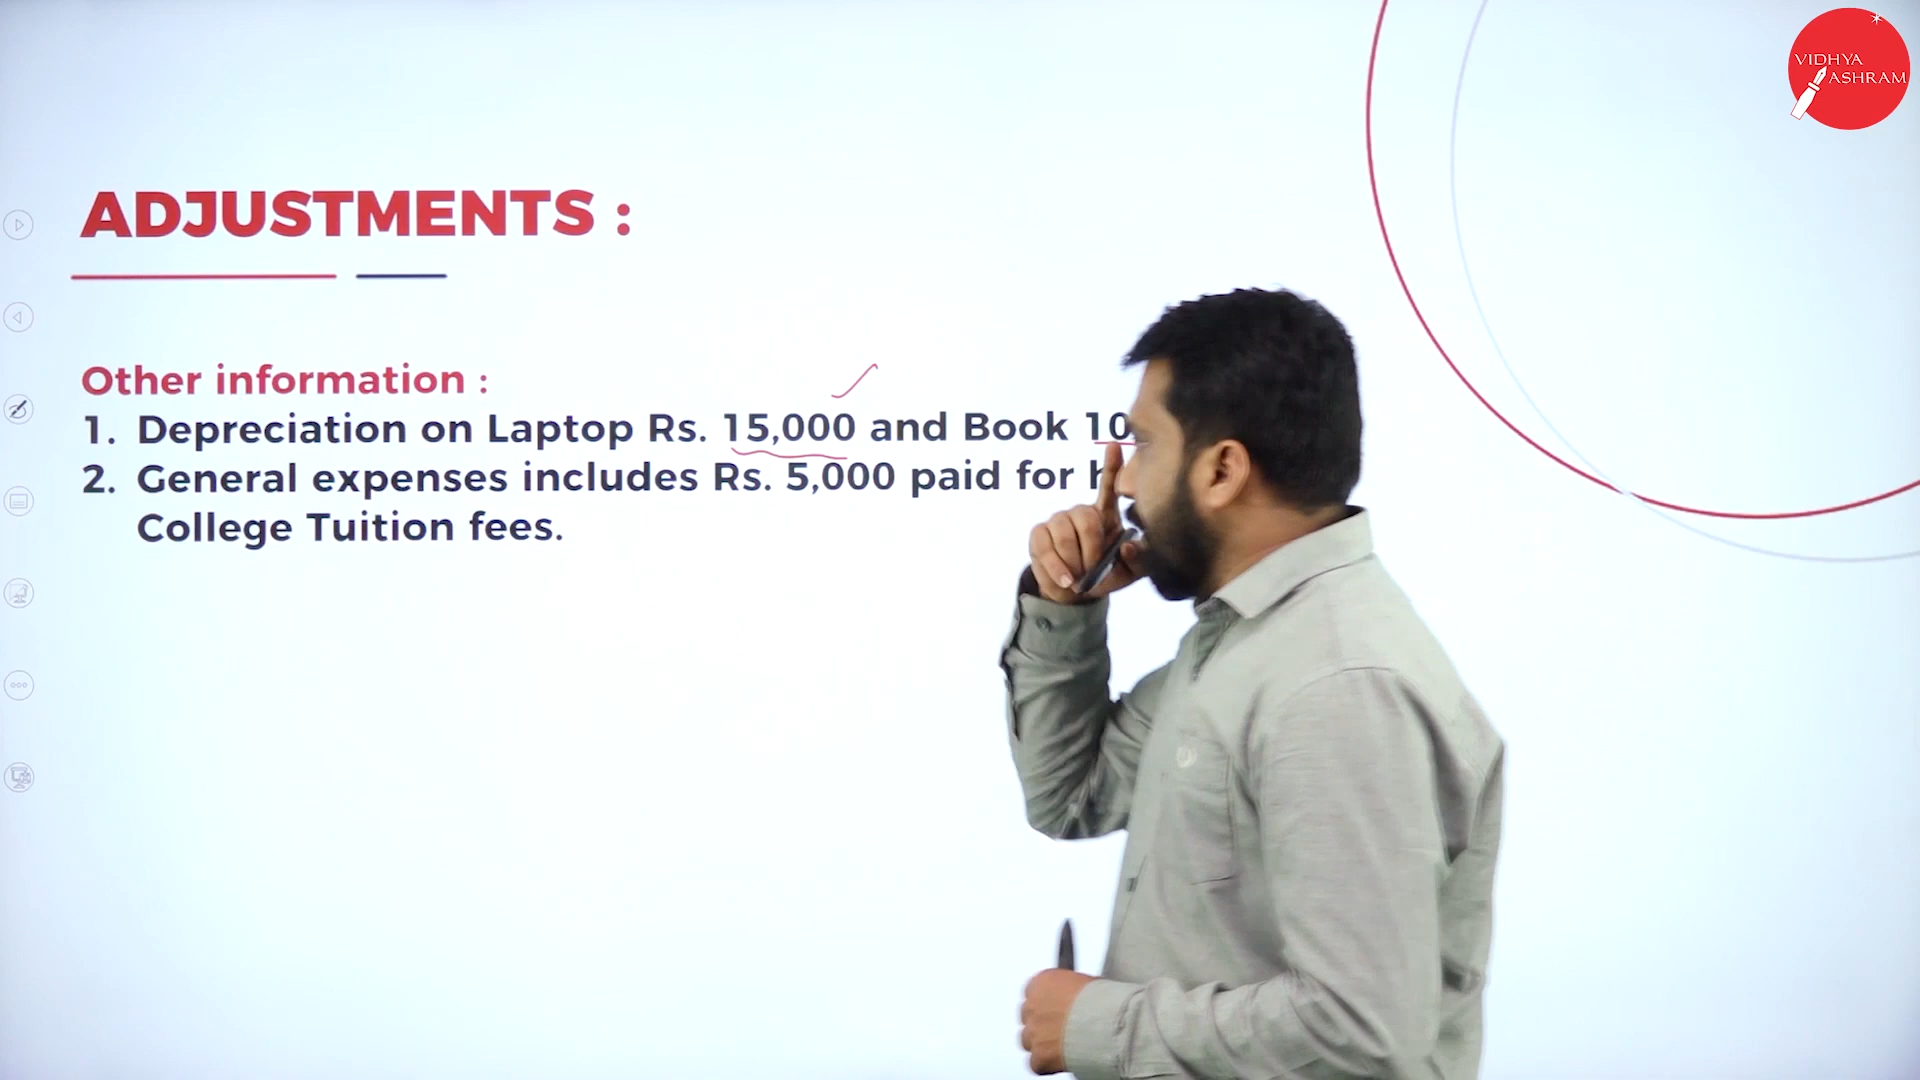 VIDHYA
ASHRAM
ADJUSTMENTS :
Other information :
1. Depreciation on Laptop Rs. 15,000 and Book 10
2. General expenses includes Rs. 5,000 paid for
College Tuition fees.